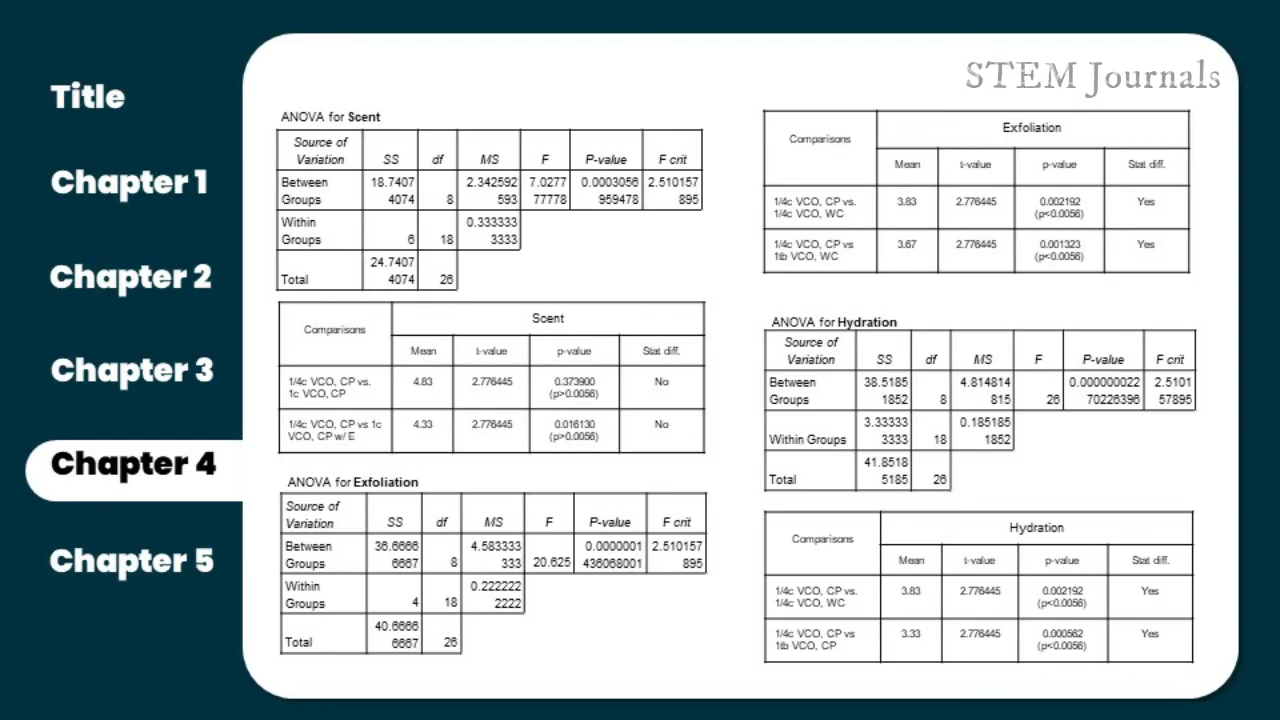 Title
Chapter 1
Chapter 2
Chapter 3
Chapter 4
Chapter 5
STEM Journals
ANOVA for Scent
Source of
Variation SS df MS F P-value F crit
Between 18.7407 2.342592 7.0277 0.0003056 2.510157
Groups 4074 8 593 77778 959478 895
Within 0.333333
Groups 6 18 3333
24.7407
Total 4074 26
Comparisons Scent
Mean t-value p-value Stat diff.
1/4c VCO, CP vs. 4.83 2.776445 0.373900 No
1c VCO, CP (p>0.0056)
1/4c VCO, CP vs 1c 4.33 2.776445 0.016130 No
VCO, CP w/ E (p>0.0056)
ANOVA for Exfoliation
Source of
Variation SS df MS F P-value F crit
Between 36.6666 4.583333 0.0000001 2.510157
Groups 6667 8 333 20.625 436068001 895
Within 0.222222
Groups 4 18 2222
40.6666
Total 6667 26
Comparisons Exfoliation
Mean t-value p-value Stat diff.
1/4c VCO, CP vs. 3.83 2.776445 0.002192 Yes
1/4c VCO, WC (p<0.0056)
1/4c VCO, CP vs 3.67 2.776445 0.001323 Yes
1tb VCO, WC (p<0.0056)
ANOVA for Hydration
Source of
Variation SS df MS F P-value F crit
Between 38.5185 4.814814 0.000000022 2.5101
Groups 1852 8 815 26 70226396 57895
3.33333 0.185185
Within Groups 3333 18 1852
41.8518
Total 5185 26
Comparisons Hydration
Mean t-value p-value Stat diff.
1/4c VCO, CP vs. 3.83 2.776445 0.002192 Yes
1/4c VCO, WC (p<0.0056)
1/4c VCO, CP vs 3.33 2.776445 0.000562 Yes
1tb VCO, CP (p<0.0056)